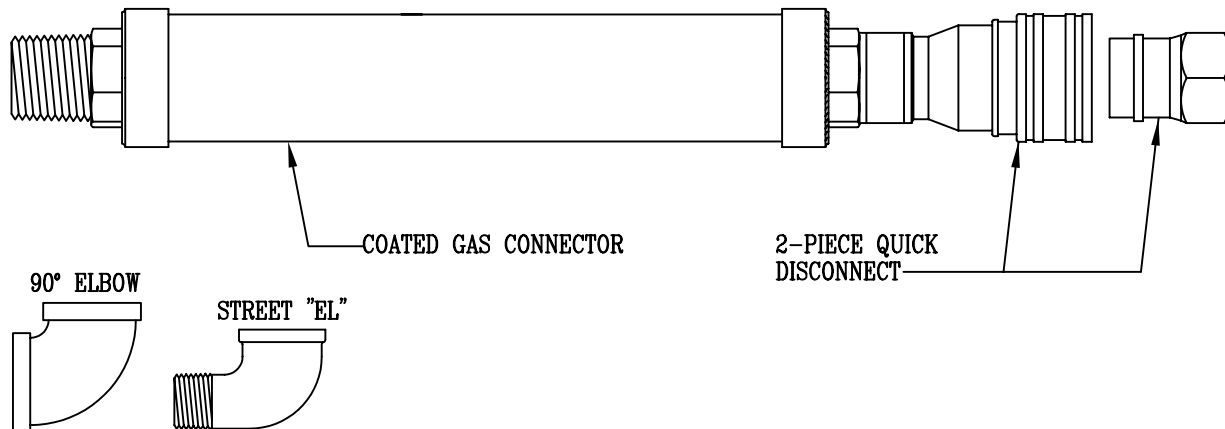 COATED GAS CONNECTOR
2-PIECE QUICK
DISCONNECT
90° ELBOW
STREET "EL"